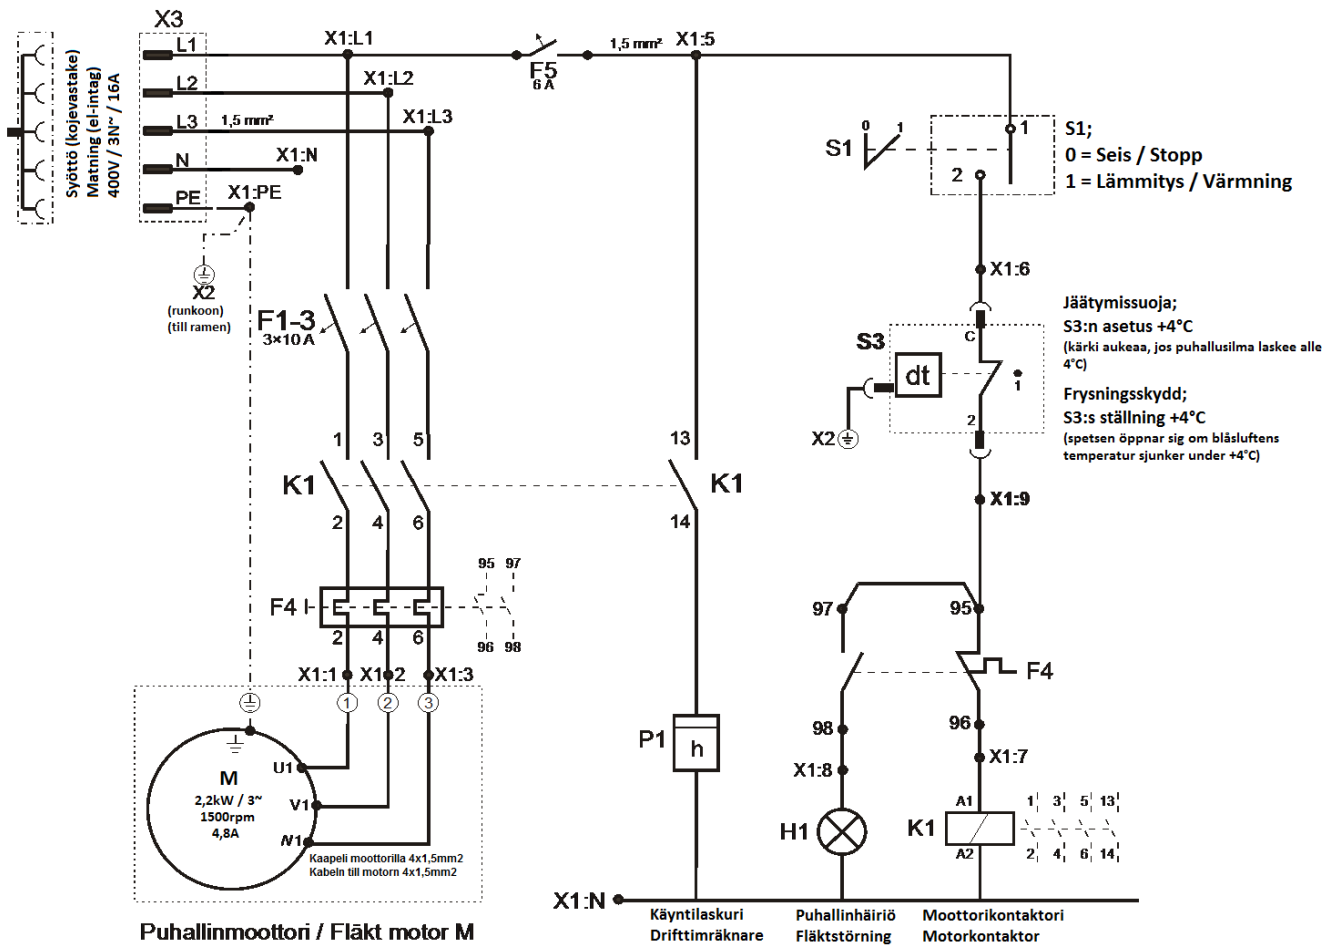 X3
L1
L2
L3
N
PE
Syöttö (kojevastake)
Matning (el-intag)
400V / 3N~ / 16A
1,5 mm²
X1:L1
X1:L2
X1:L3
X1:N
X1:PE
X2
(runkoon)
(till ramen)
F5
6 A
1,5 mm²
X1:5
S1
0
1
1
2
S1;
0 = Seis / Stopp
1 = Lämmitys / Värmning
X1:6
Jäätymissuoja;
S3:n asetus +4°C
(kärki aukeaa, jos puhallusilma laskee alle
4°C)
Frysningsskydd;
S3:s ställning +4°C
(spetsen öppnar sig om blåsluftens
temperatur sjunker under +4°C)
S3
C
dt
1
2
X2
X1:9
F1-3
3×10 A
1
3
5
K1
2
4
6
13
K1
14
F4
95
97
96
98
2
4
6
X1:1
X1:2
X1:3
1
2
3
M
2,2kW / 3~
1500rpm
4,8A
U1
V1
W1
Kaapeli moottorilla 4x1,5mm2
Kabeln till motorn 4x1,5mm2
Puhallinmoottori / Fläkt motor M
P1
h
97
95
F4
98
96
X1:8
X1:7
H1
K1
A1
A2
1
3
5
13
2
4
6
14
X1:N
Käyntilaskuri
Drifttimräknare
Puhallinhäiriö
Fläktstörning
Moottorikontaktori
Motorkontaktor